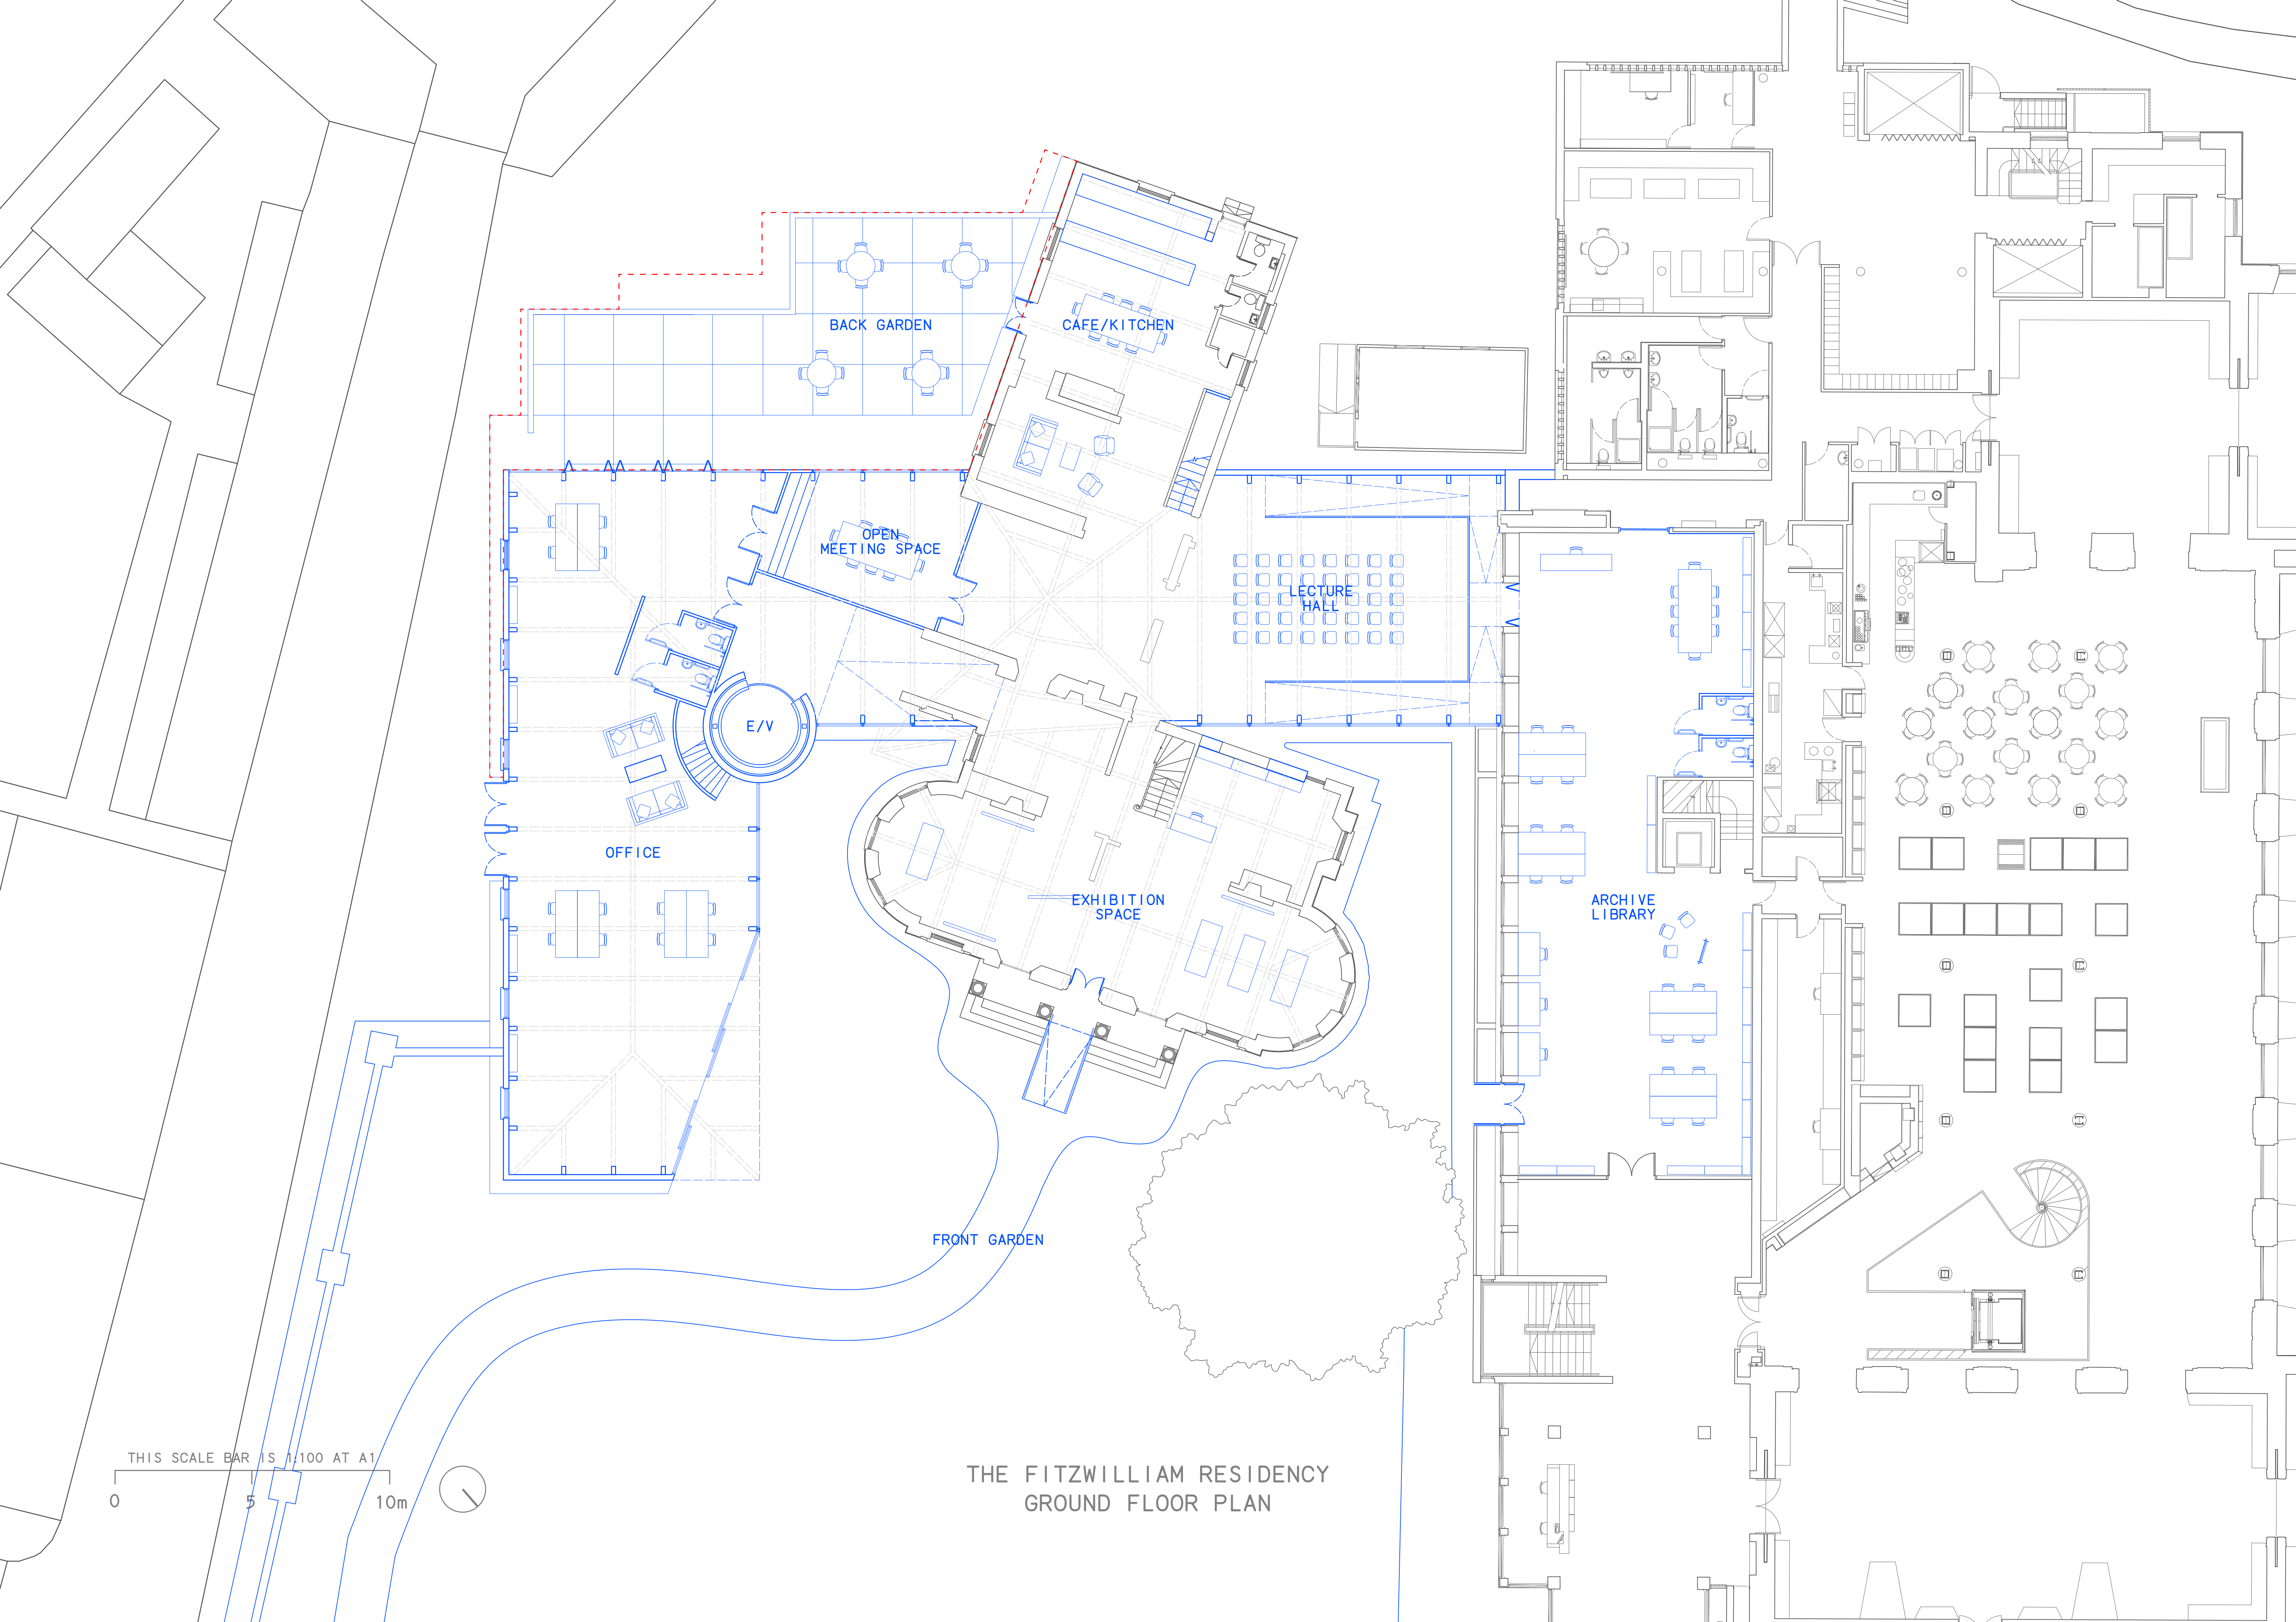 BACK GARDEN
CAFE/KITCHEN
OPEN
MEETING SPACE
LECTURE
HALL
E/V
OFFICE
EXHIBITION
SPACE
ARCHIVE
LIBRARY
FRONT GARDEN
THIS SCALE BAR IS 1:100 AT A1
0 5 10m
THE FITZWILLIAM RESIDENCY
GROUND FLOOR PLAN